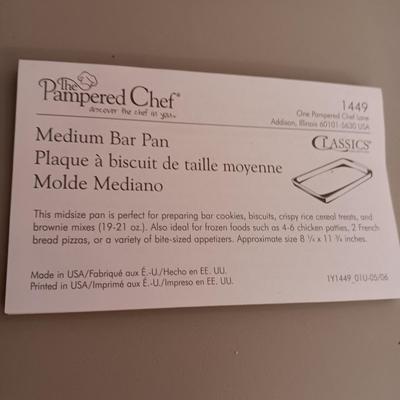 The
Pampered Chef®
discover the chef in you™
1449
One Pampered Chef Lane
Addison, Illinois 60101-5630 USA
Medium Bar Pan
Plaque à biscuit de taille moyenne
Molde Mediano
CLASSICS®
This midsize pan is perfect for preparing bar cookies, biscuits, crispy rice cereal treats, and
brownie mixes (19-21 oz.). Also ideal for frozen foods such as 4-6 chicken patties, 2 French
bread pizzas, or a variety of bite-sized appetizers. Approximate size 8 ¼ x 11 ¾ inches.
Made in USA/Fabriqué aux É.-U./Hecho en EE. UU.
Printed in USA/Imprimé aux É.-U./Impreso en EE. UU.
1Y1449_01U-05/06